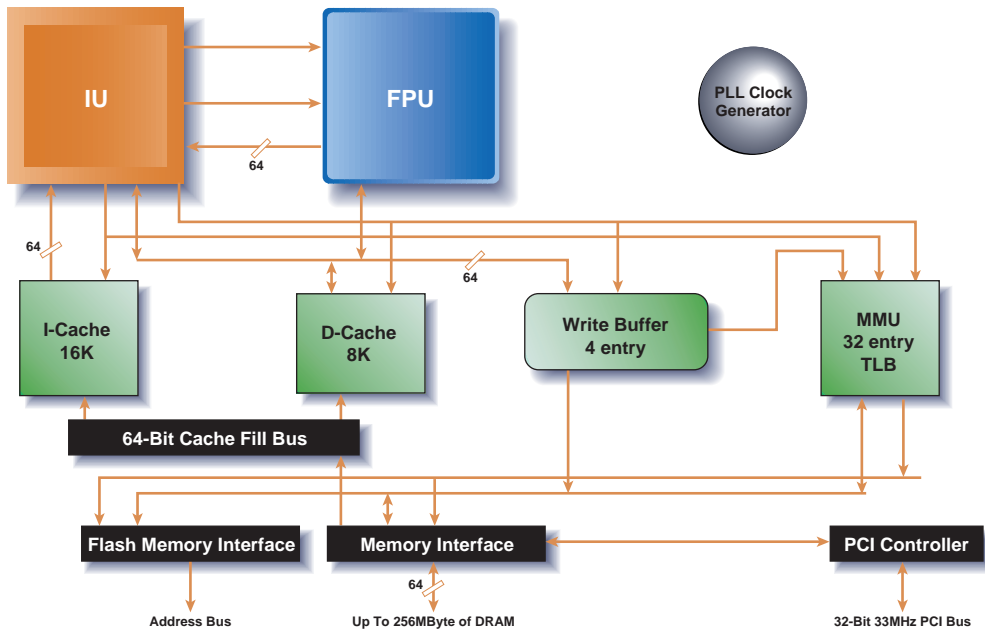 IU
FPU
PLL Clock
Generator
64
64
64
I-Cache
16K
D-Cache
8K
Write Buffer
4 entry
MMU
32 entry
TLB
64-Bit Cache Fill Bus
Flash Memory Interface
Memory Interface
PCI Controller
64
Address Bus
Up To 256MByte of DRAM
32-Bit 33MHz PCI Bus